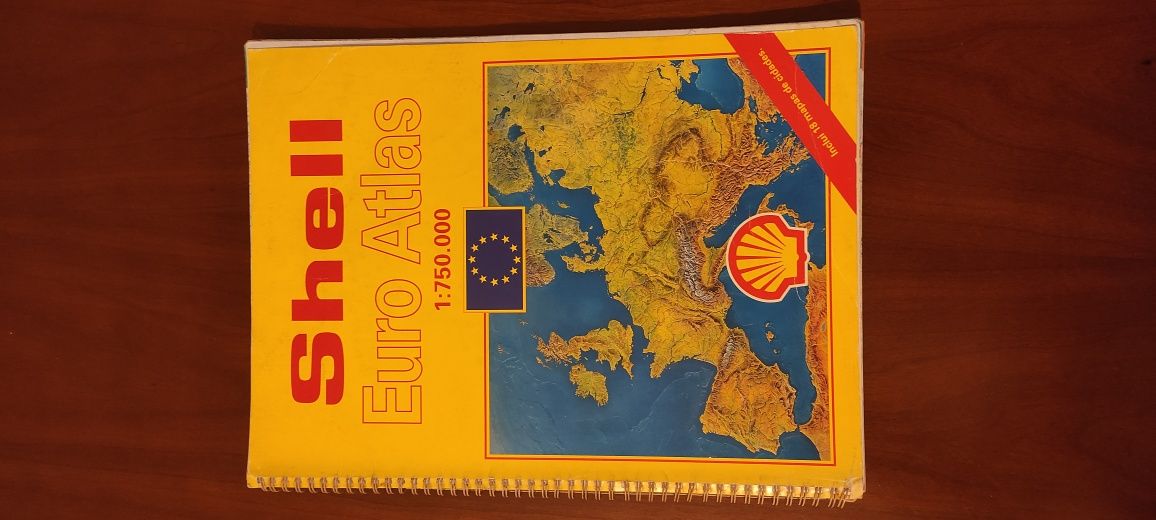 Shell
Euro Atlas
1:750.000
Inclui 18 mapas de cidades.